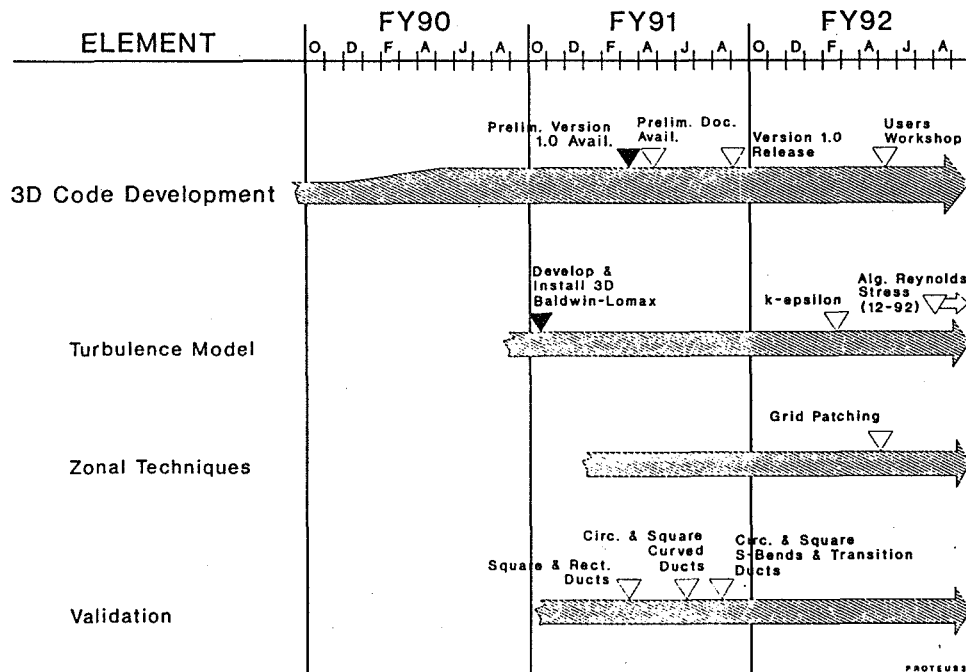 FY90 FY91 FY92
ELEMENT
O D F A J A O D F A J A O D F A J A
Prelim. Version
1.0 Avail.
Prelim. Doc.
Avail.
Version 1.0
Release
Users
Workshop
3D Code Development
Develop &
Install 3D
Baldwin-Lomax
k-epsilon
Alg. Reynolds
Stress
(12-92)
Turbulence Model
Grid Patching
Zonal Techniques
Square & Rect.
Ducts
Circ. & Square
Curved
Ducts
Circ. & Square
S-Bends & Transition
Ducts
Validation
PROTEUS3